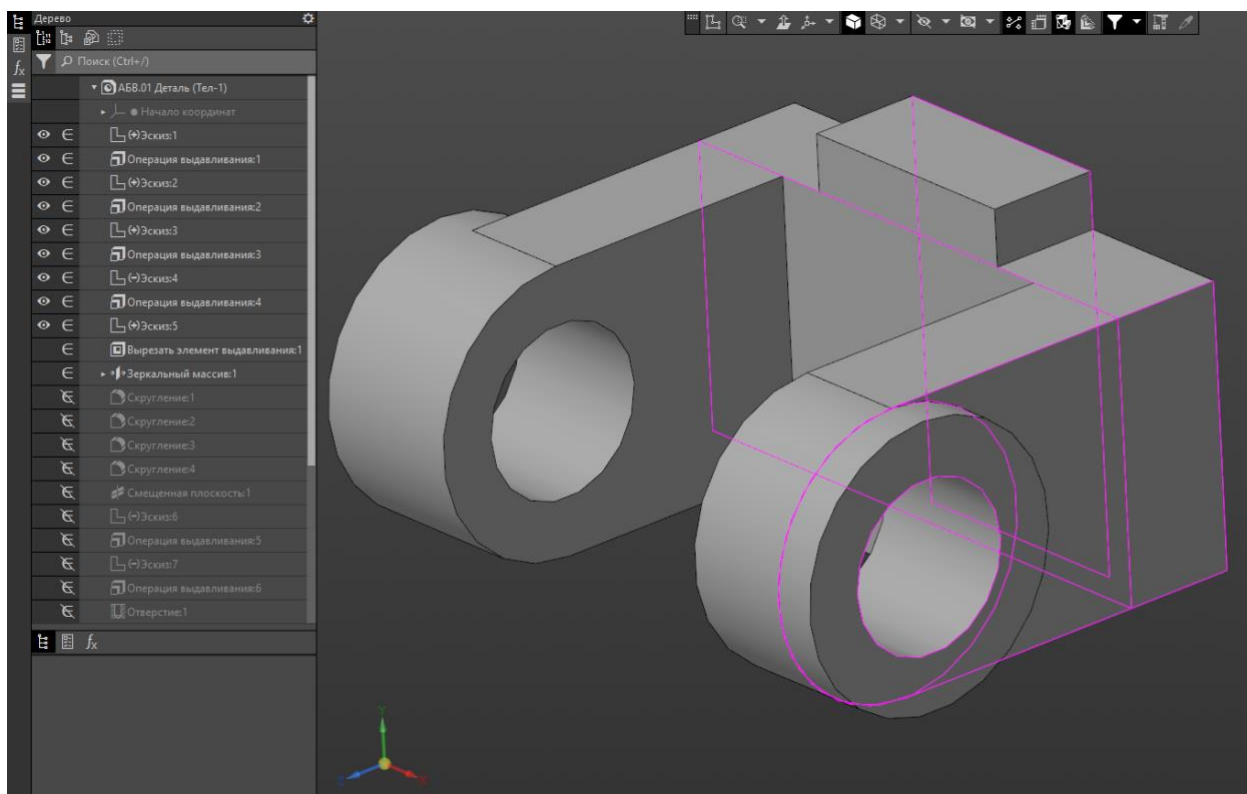 Дерево
Поиск (Ctrl+/)
АБВ.01 Деталь (Тел-1)
Начало координат
(+)Эскиз:1
Операция выдавливания:1
(+)Эскиз:2
Операция выдавливания:2
(+)Эскиз:3
Операция выдавливания:3
(-)Эскиз:4
Операция выдавливания:4
(+)Эскиз:5
Вырезать элемент выдавливания:1
Зеркальный массив:1
Скругление:1
Скругление:2
Скругление:3
Скругление:4
Смещенная плоскость:1
(-)Эскиз:6
Операция выдавливания:5
(-)Эскиз:7
Операция выдавливания:6
Отверстие:1
Y
Z
X